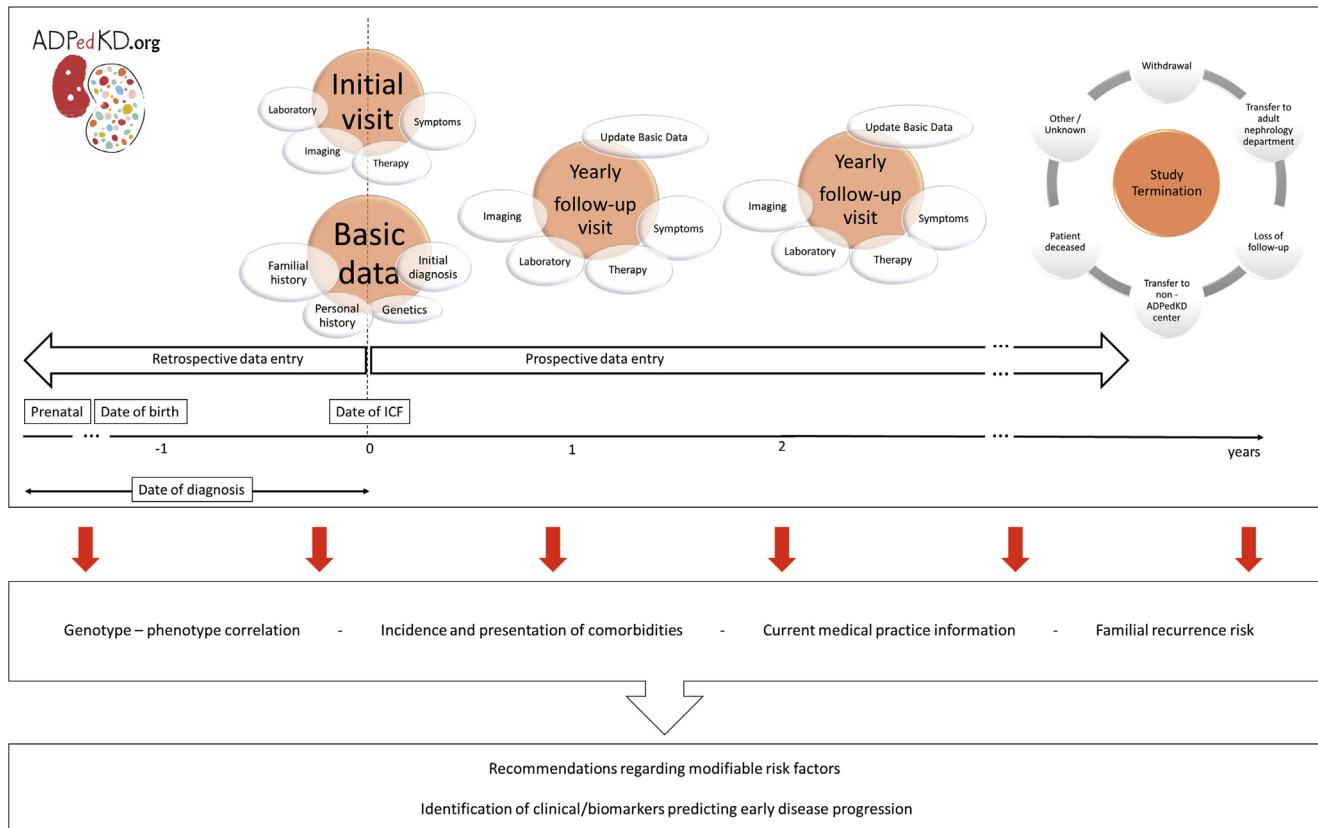 ADPedKD.org
Initial
visit
Laboratory
Symptoms
Imaging
Therapy
Basic
data
Familial
history
Initial
diagnosis
Personal
history
Genetics
Update Basic Data
Yearly
follow-up
visit
Imaging
Symptoms
Laboratory
Therapy
Update Basic Data
Yearly
follow-up
visit
Imaging
Symptoms
Laboratory
Therapy
Withdrawal
Other /
Unknown
Transfer to
adult
nephrology
department
Study
Termination
Patient
deceased
Loss of
follow-up
Transfer to
non -
ADPedKD
center
Retrospective data entry
Prospective data entry
...
...
Prenatal
Date of birth
Date of ICF
...
...
-1
0
1
2
years
Date of diagnosis
Genotype – phenotype correlation - Incidence and presentation of comorbidities - Current medical practice information - Familial recurrence risk
Recommendations regarding modifiable risk factors
Identification of clinical/biomarkers predicting early disease progression